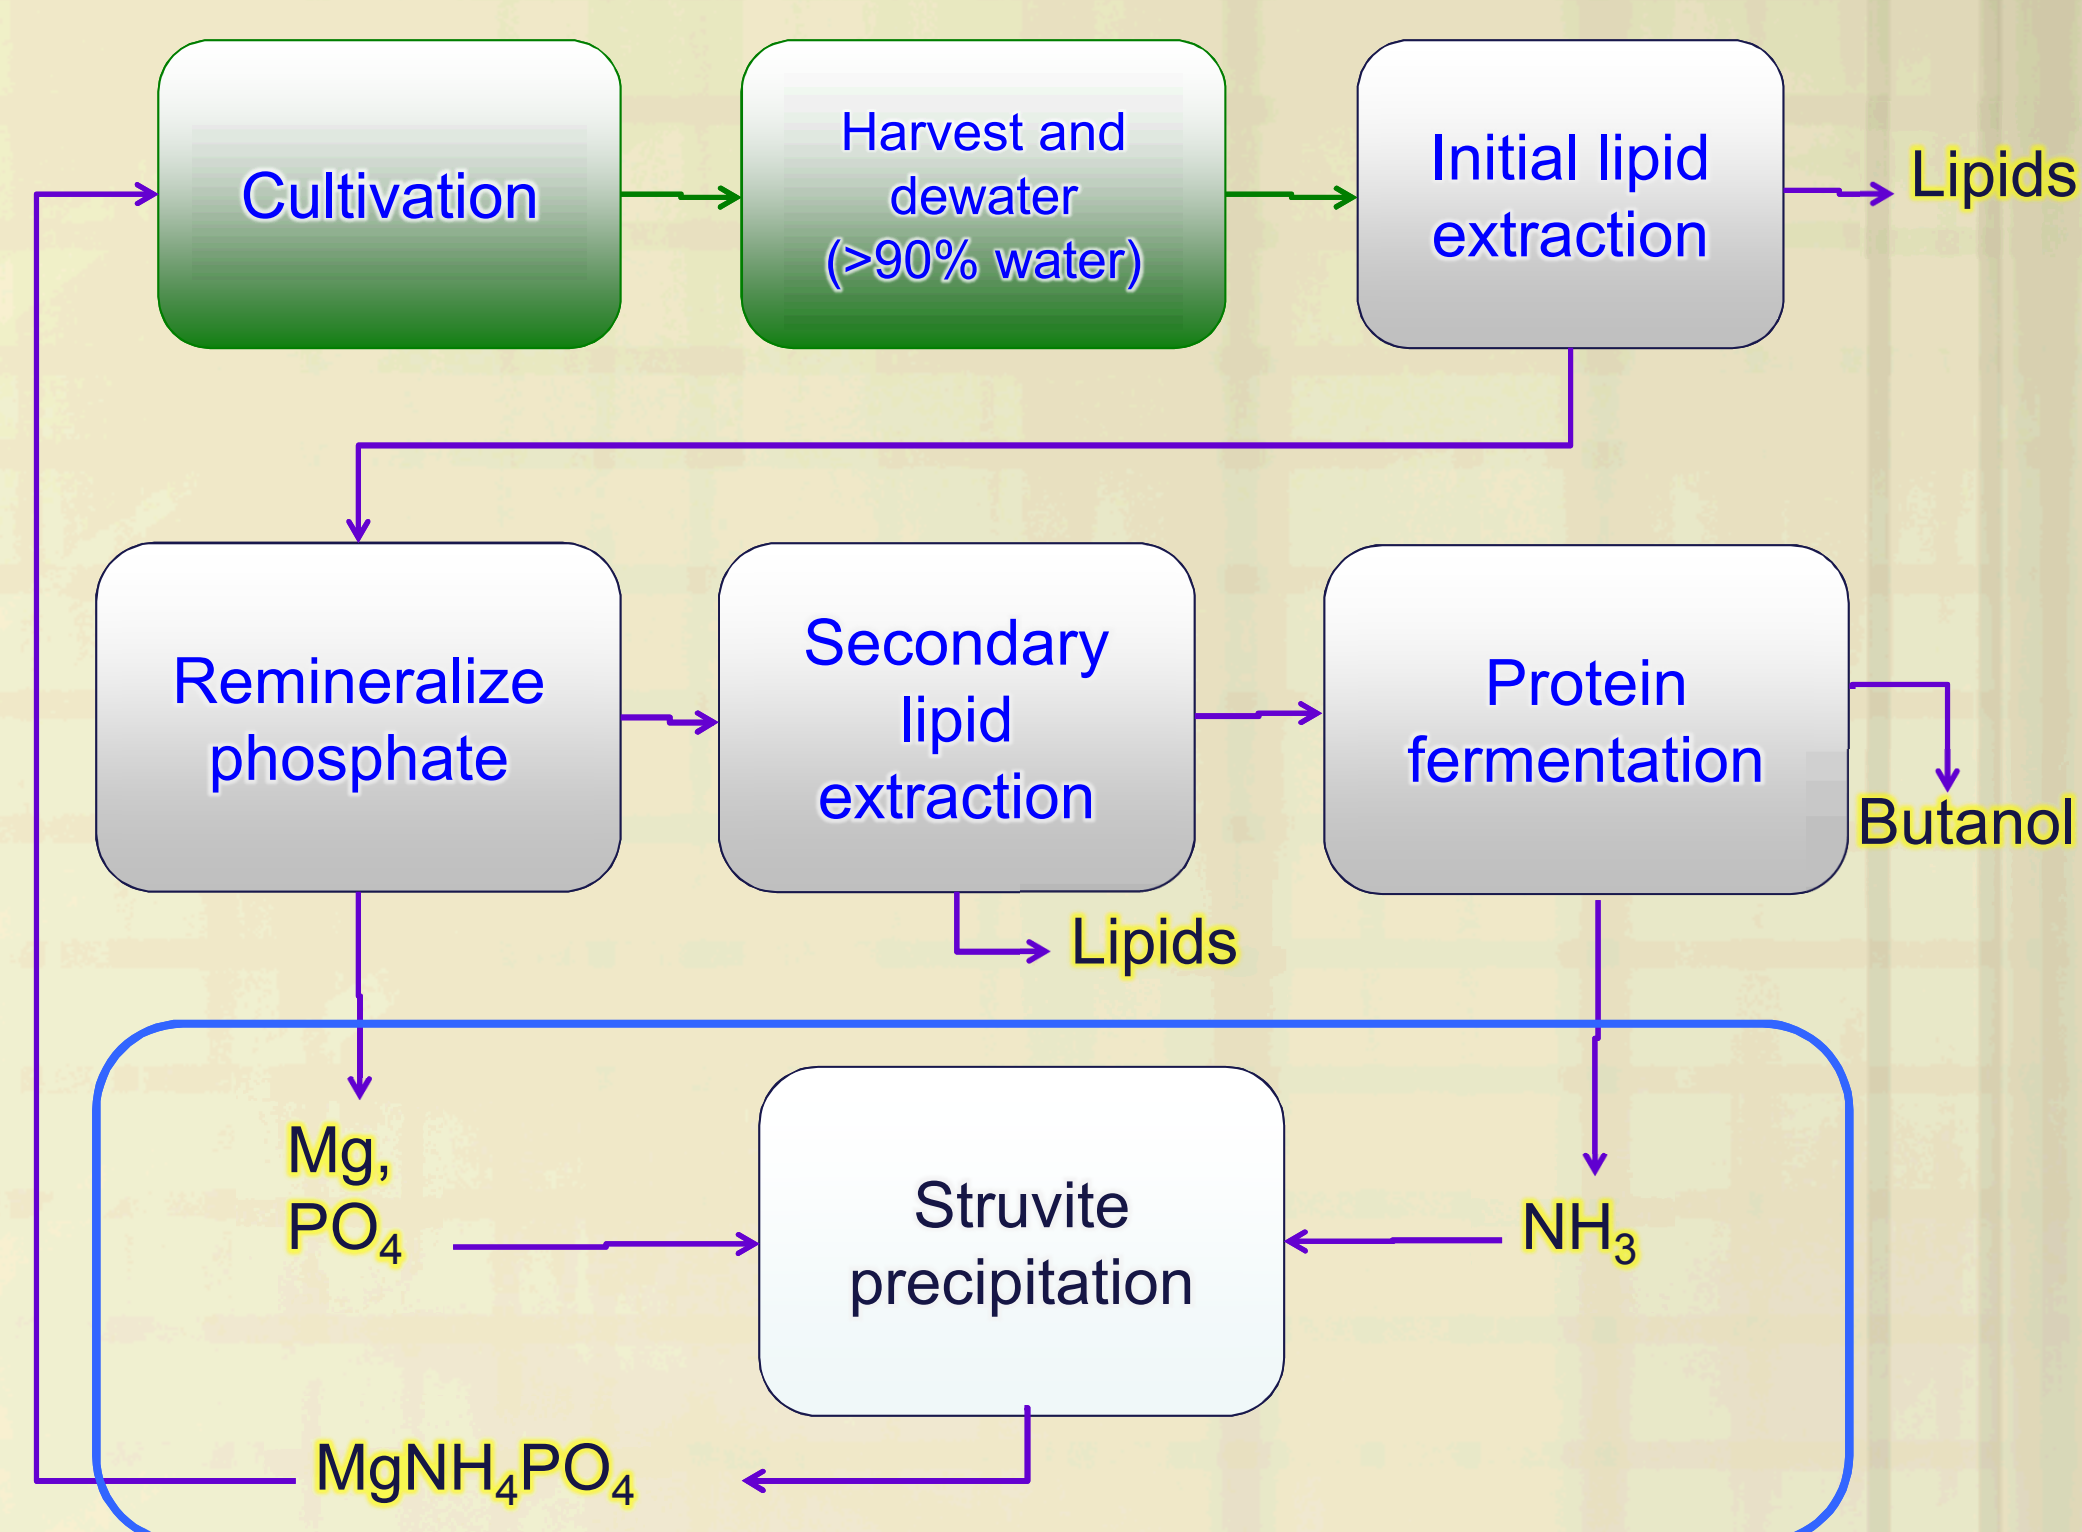 Cultivation
Harvest and
dewater
(>90% water)
Initial lipid
extraction
Lipids
Remineralize
phosphate
Secondary
lipid
extraction
Protein
fermentation
Butanol
Lipids
Mg,
PO₄
Struvite
precipitation
NH₃
MgNH₄PO₄